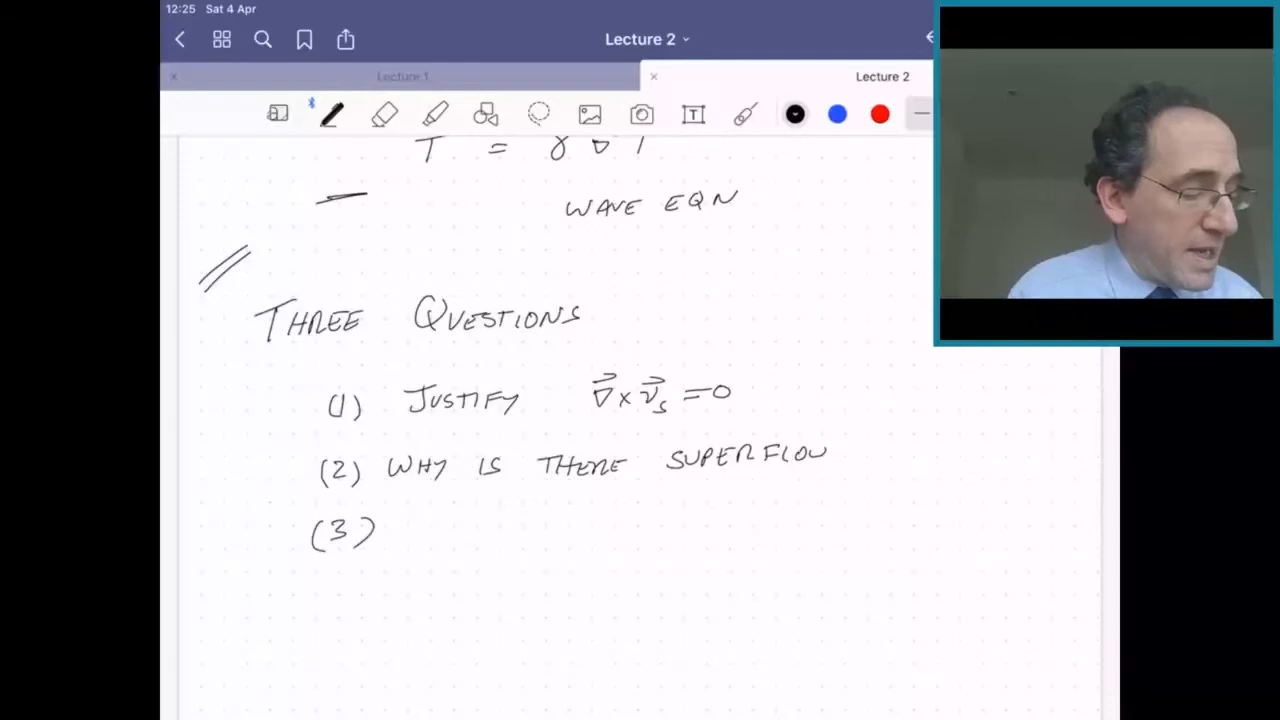 12:25 Sat 4 Apr
Lecture 2
Lecture 1
Lecture 2
WAVE EQN
THREE QUESTIONS
(1) JUSTIFY ∇⃗ × v⃗ₛ = 0
(2) WHY IS THERE SUPERFLOW
(3)